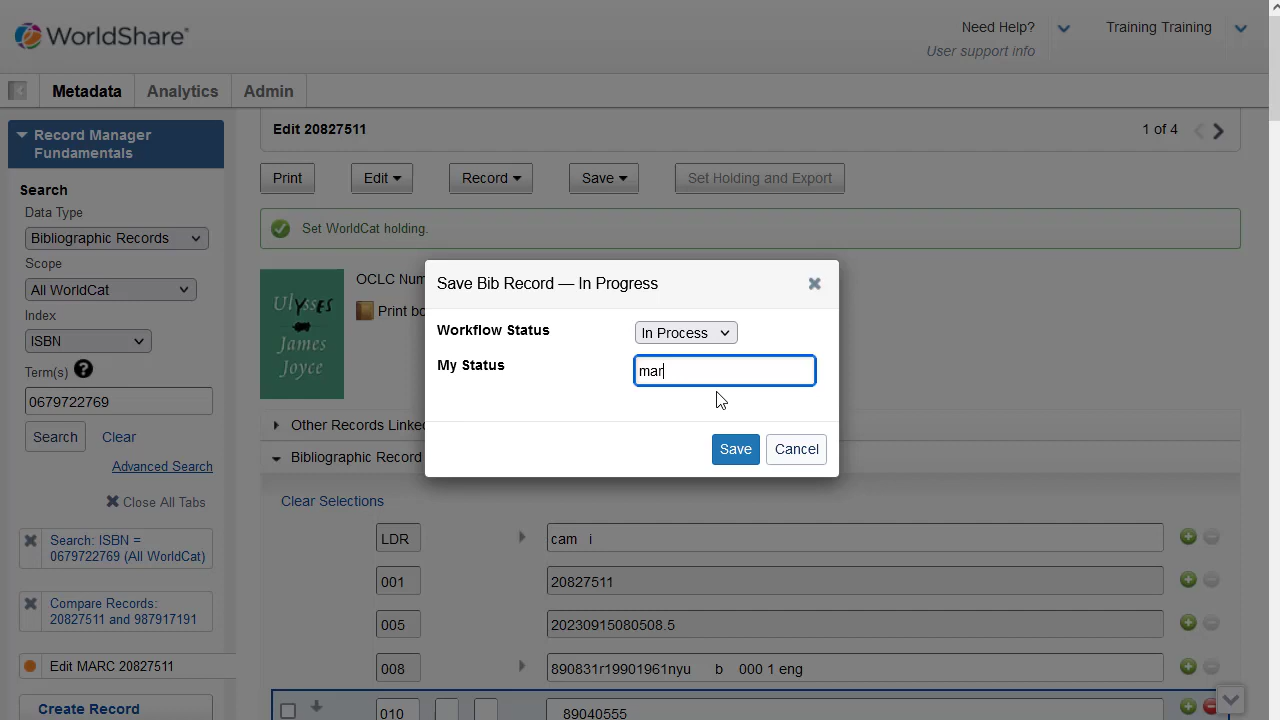 WorldShare®
Need Help?
Training Training
User support info
Metadata
Analytics
Admin
Record Manager
Fundamentals
Search
Data Type
Bibliographic Records
Scope
All WorldCat
Index
ISBN
Term(s) ?
0679722769
Search
Clear
Advanced Search
Close All Tabs
Search: ISBN =
0679722769 (All WorldCat)
Compare Records:
20827511 and 987917191
Edit MARC 20827511
Create Record
Edit 20827511
1 of 4
Print
Edit
Record
Save
Set Holding and Export
Set WorldCat holding.
Ulysses
James
Joyce
OCLC Num
Print bo
Save Bib Record — In Progress
Workflow Status
In Process
My Status
mar
Save
Cancel
Other Records Linke
Bibliographic Record
Clear Selections
LDR
cam i
001
20827511
005
20230915080508.5
008
890831r19901961nyu b 000 1 eng
010
89040555